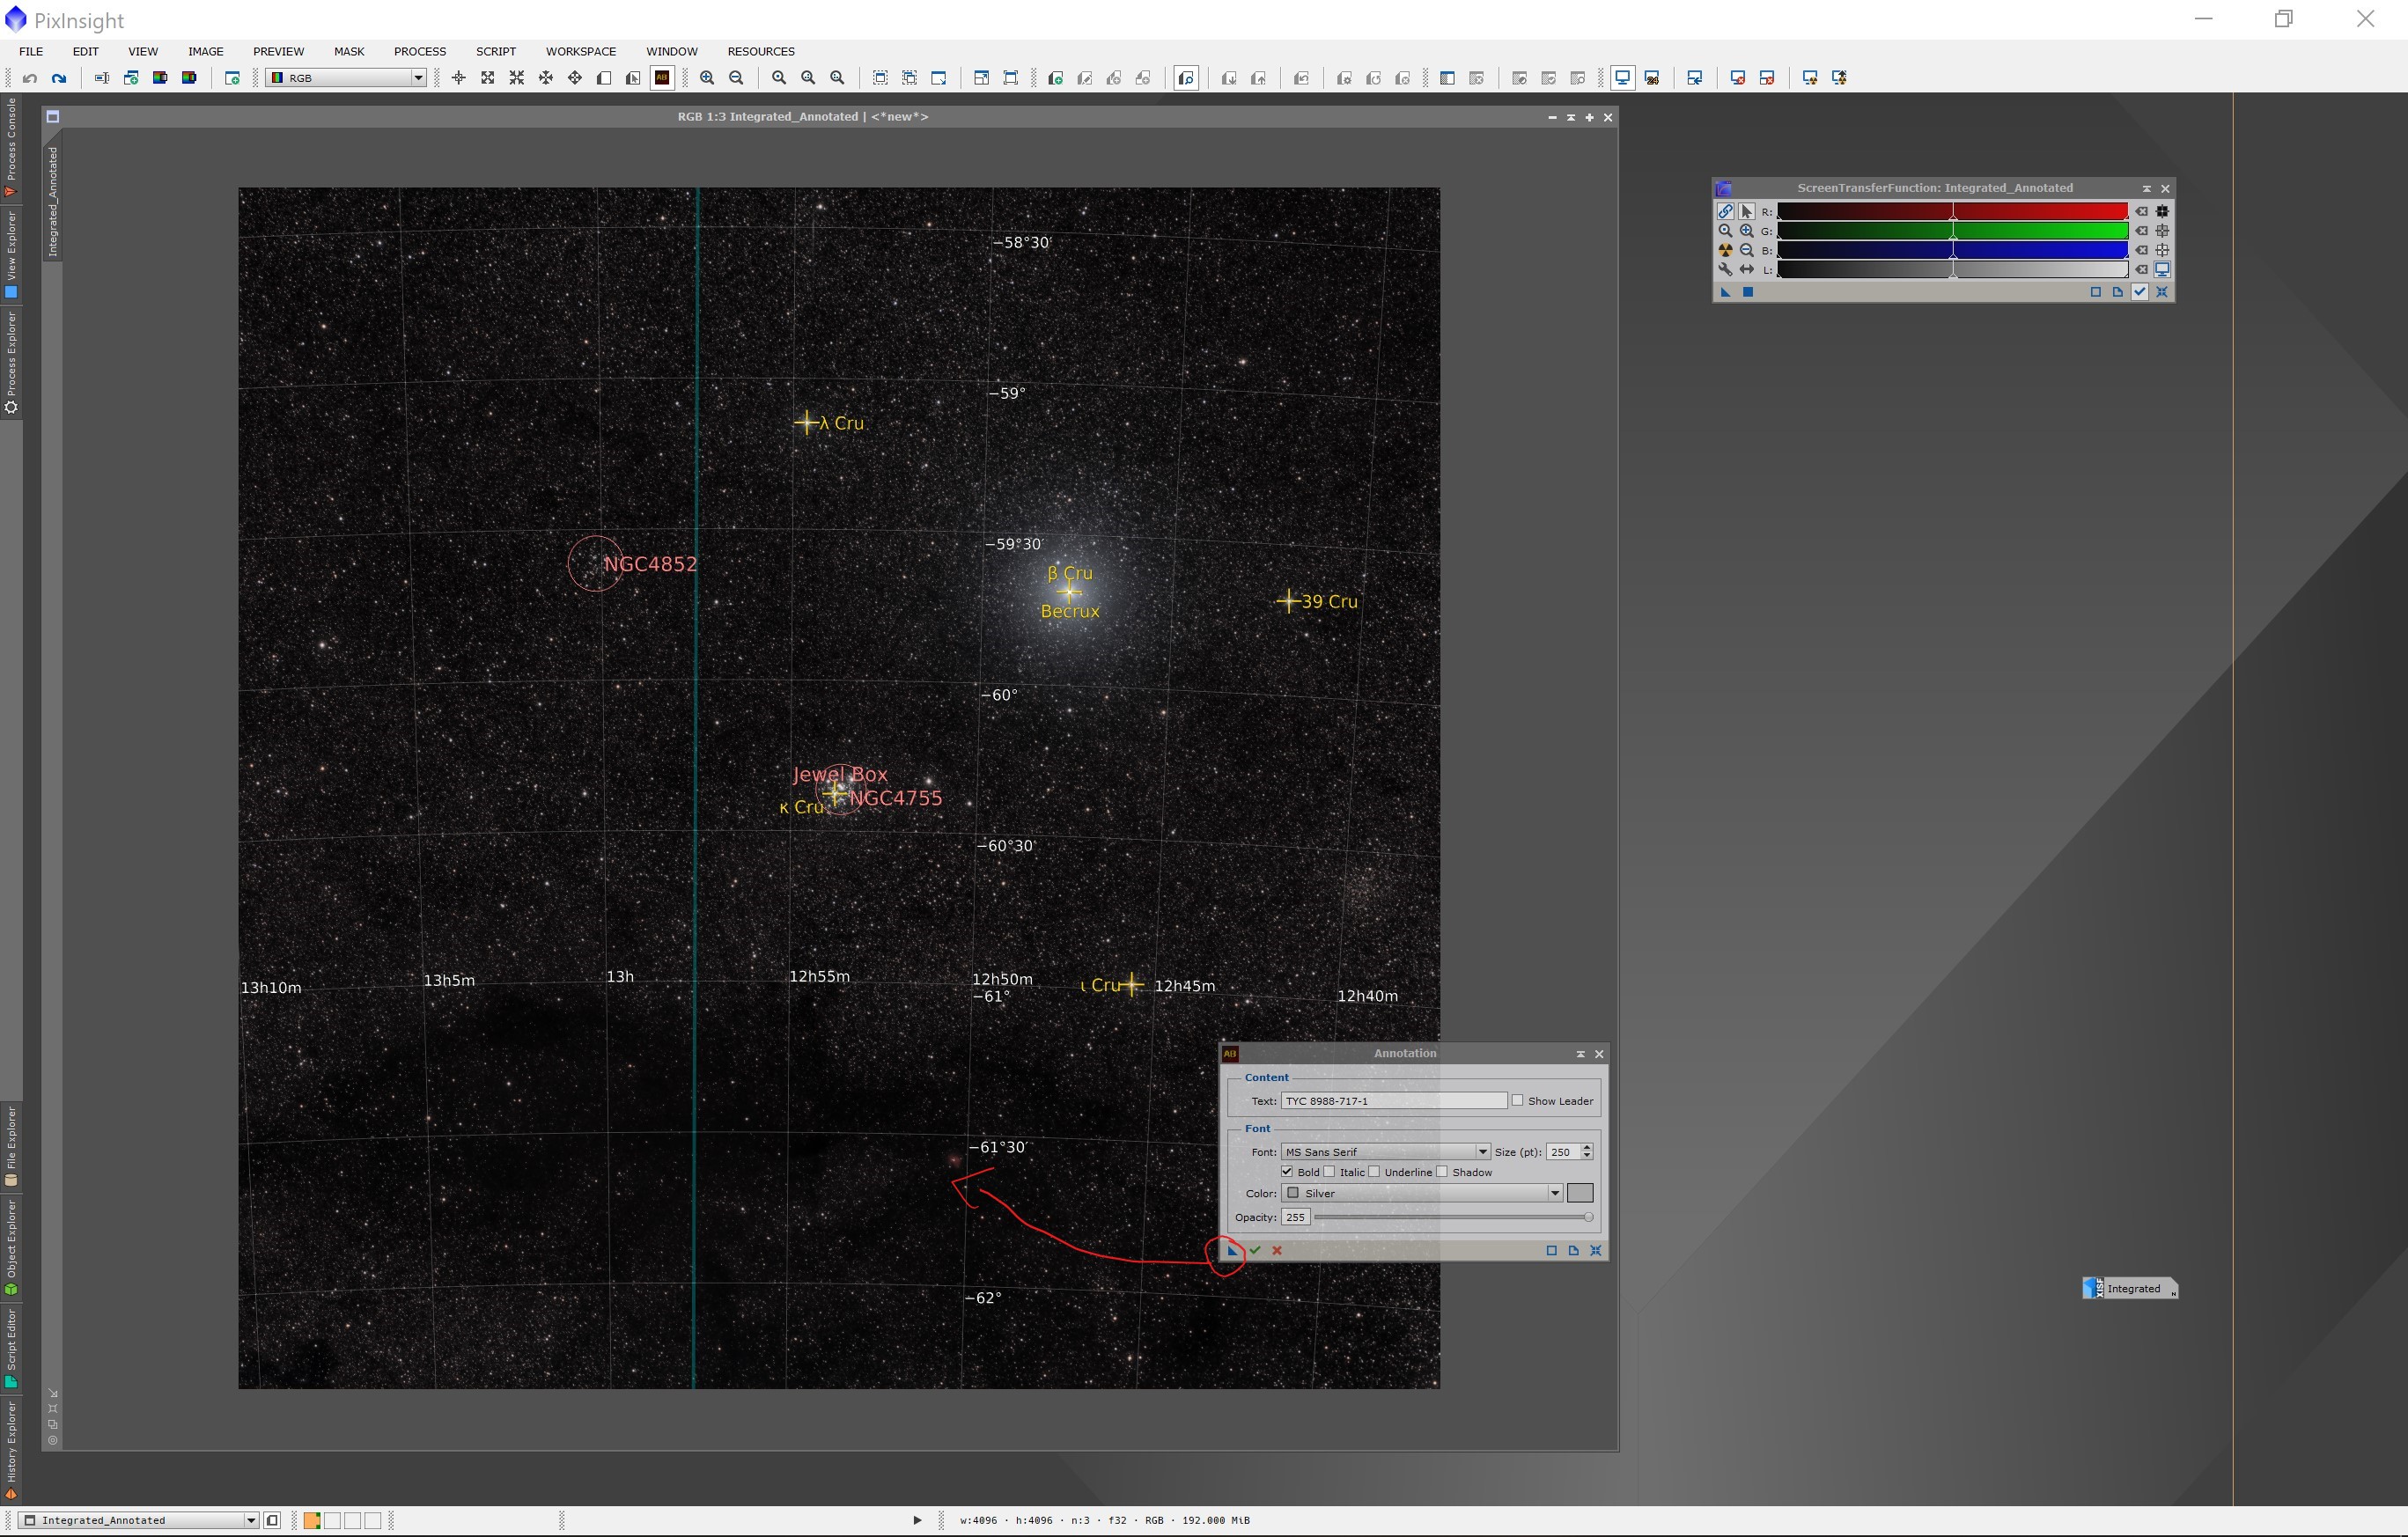 PixInsight
FILE EDIT VIEW IMAGE PREVIEW MASK PROCESS SCRIPT WORKSPACE WINDOW RESOURCES
RGB
AB
Process Console
View Explorer
Process Explorer
File Explorer
Object Explorer
Script Editor
History Explorer
RGB 1:3 Integrated_Annotated | <*new*>
Integrated_Annotated
−58°30′
−59°
λ Cru
−59°30′
NGC4852
β Cru
Becrux
39 Cru
−60°
Jewel Box
NGC4755
κ Cru
−60°30′
13h10m
13h5m
13h
12h55m
12h50m
−61°
ι Cru
12h45m
12h40m
−61°30′
−62°
ScreenTransferFunction: Integrated_Annotated
R:
G:
B:
L:
AB Annotation
Content
Text: TYC 8988-717-1 Show Leader
Font
Font: MS Sans Serif Size (pt): 250
Bold Italic Underline Shadow
Color: Silver
Opacity: 255
XISF Integrated N
Integrated_Annotated
w:4096 · h:4096 · n:3 · f32 · RGB · 192.000 MiB